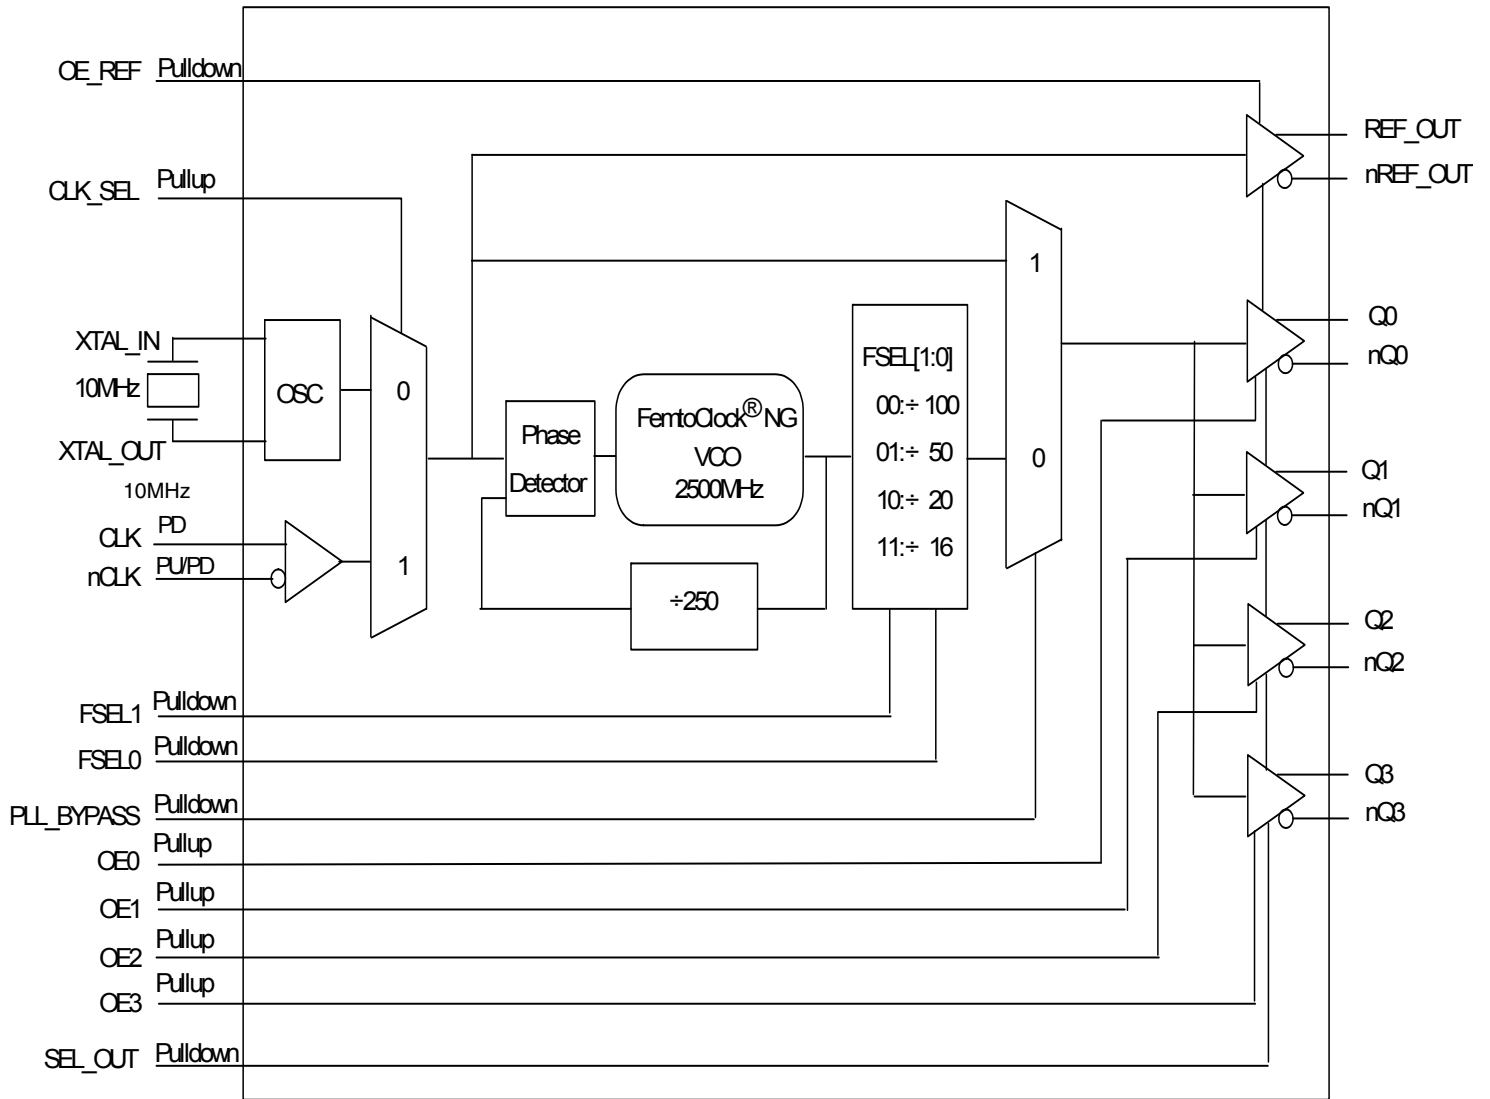 OE_REF Pulldown
REF_OUT
nREF_OUT
CLK_SEL Pullup
1
Q0
nQ0
XTAL_IN
10MHz
XTAL_OUT
OSC
0
FSEL[1:0]
00:÷ 100
01:÷ 50
10:÷ 20
11:÷ 16
Phase
Detector
FemtoClock® NG
VCO
2500MHz
0
Q1
nQ1
10MHz
CLK PD
nCLK PU/PD
1
÷250
Q2
nQ2
FSEL1 Pulldown
FSEL0 Pulldown
Q3
nQ3
PLL_BYPASS Pulldown
OE0 Pullup
OE1 Pullup
OE2 Pullup
OE3 Pullup
SEL_OUT Pulldown